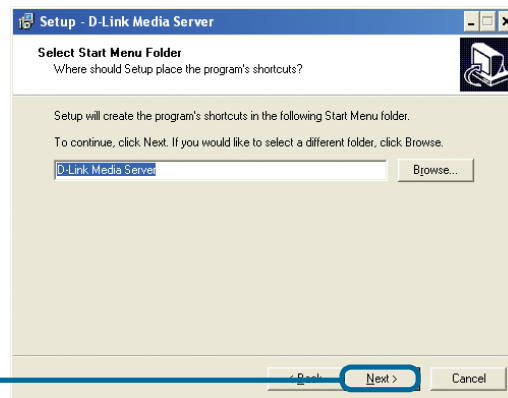 Setup - D-Link Media Server
Select Start Menu Folder
Where should Setup place the program's shortcuts?
Setup will create the program's shortcuts in the following Start Menu folder.
To continue, click Next. If you would like to select a different folder, click Browse.
D-Link Media Server
Browse...
< Back
Next >
Cancel